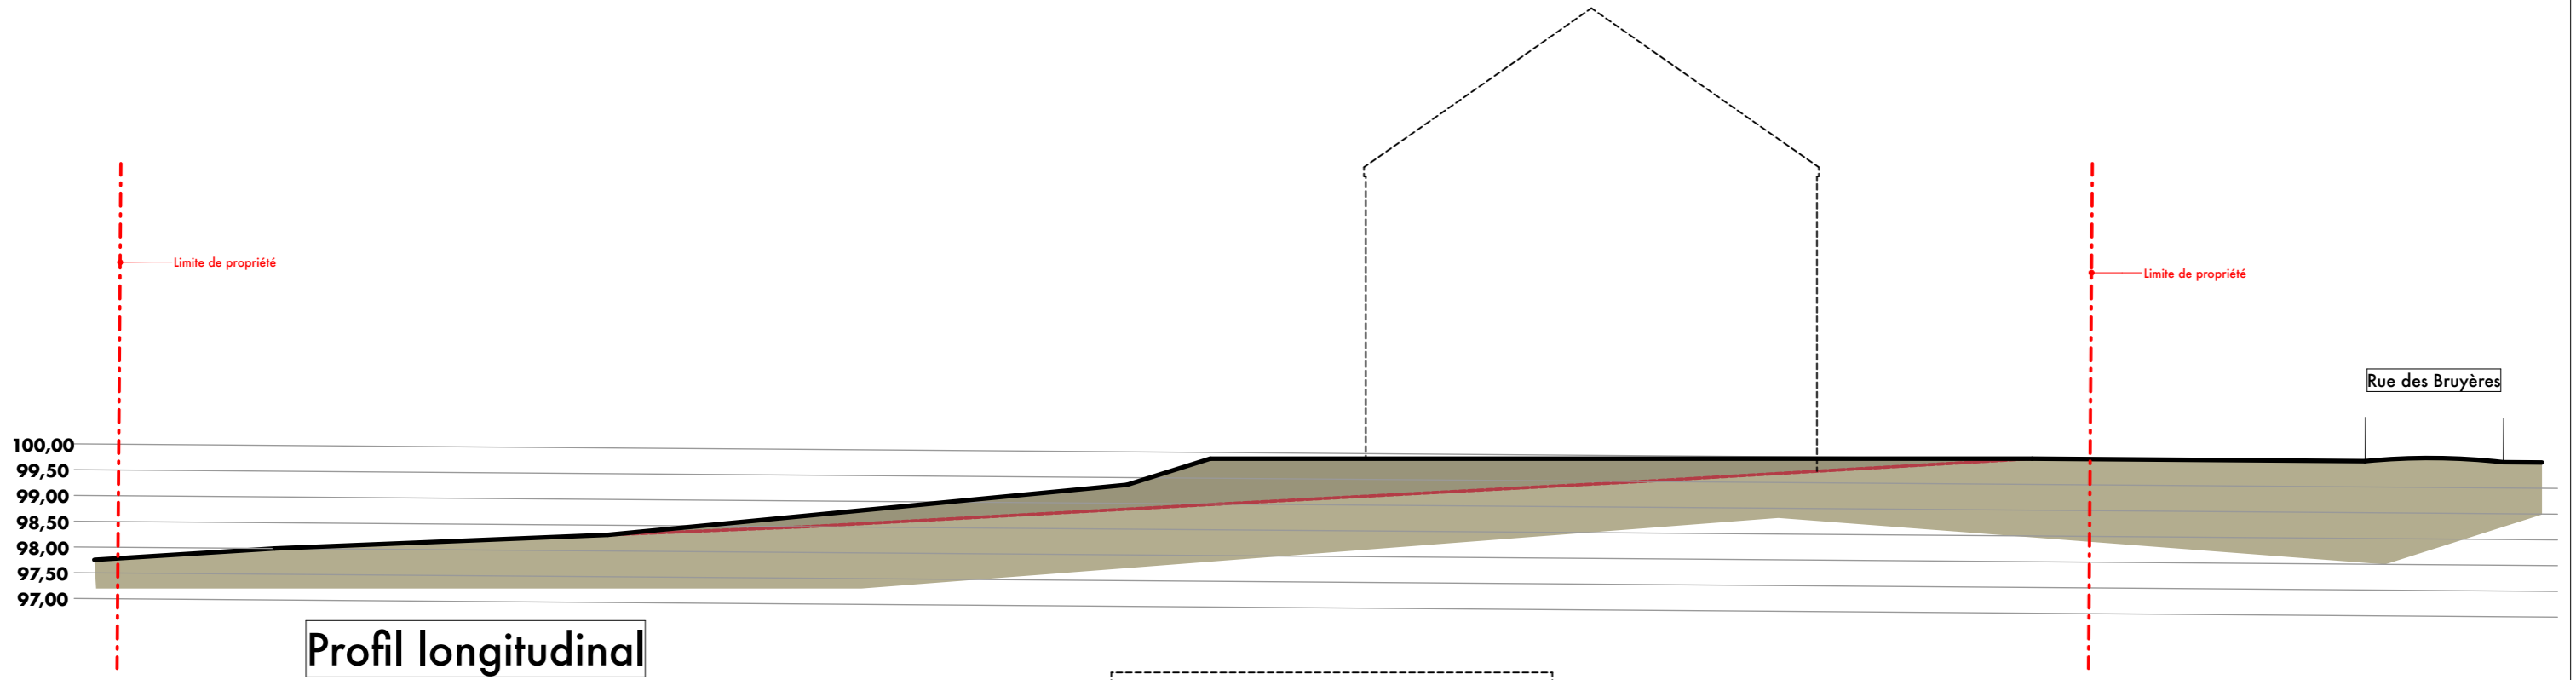 Limite de propriété
Limite de propriété
Rue des Bruyères
100,00
99,50
99,00
98,50
98,00
97,50
97,00
Profil longitudinal